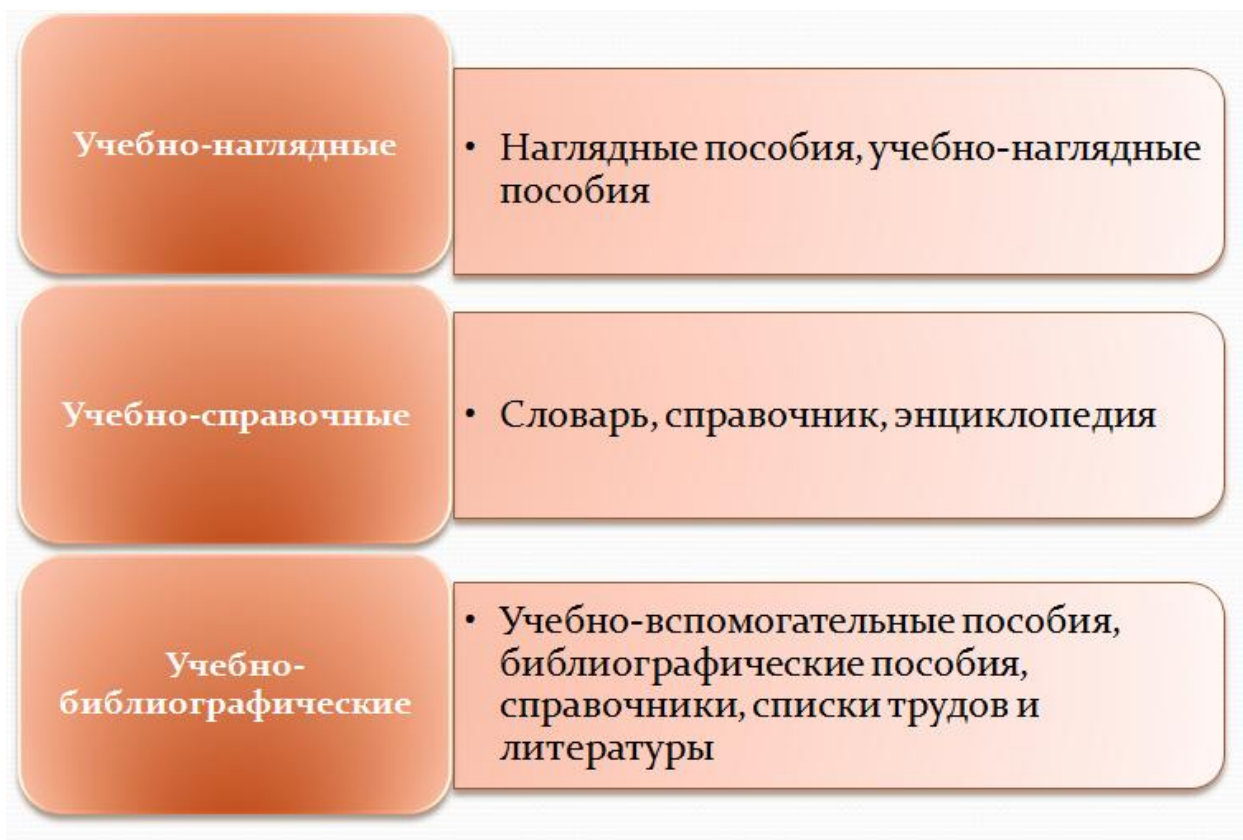 Учебно-наглядные
• Наглядные пособия, учебно-наглядные
пособия
Учебно-справочные
• Словарь, справочник, энциклопедия
Учебно-
библиографические
• Учебно-вспомогательные пособия,
библиографические пособия,
справочники, списки трудов и
литературы